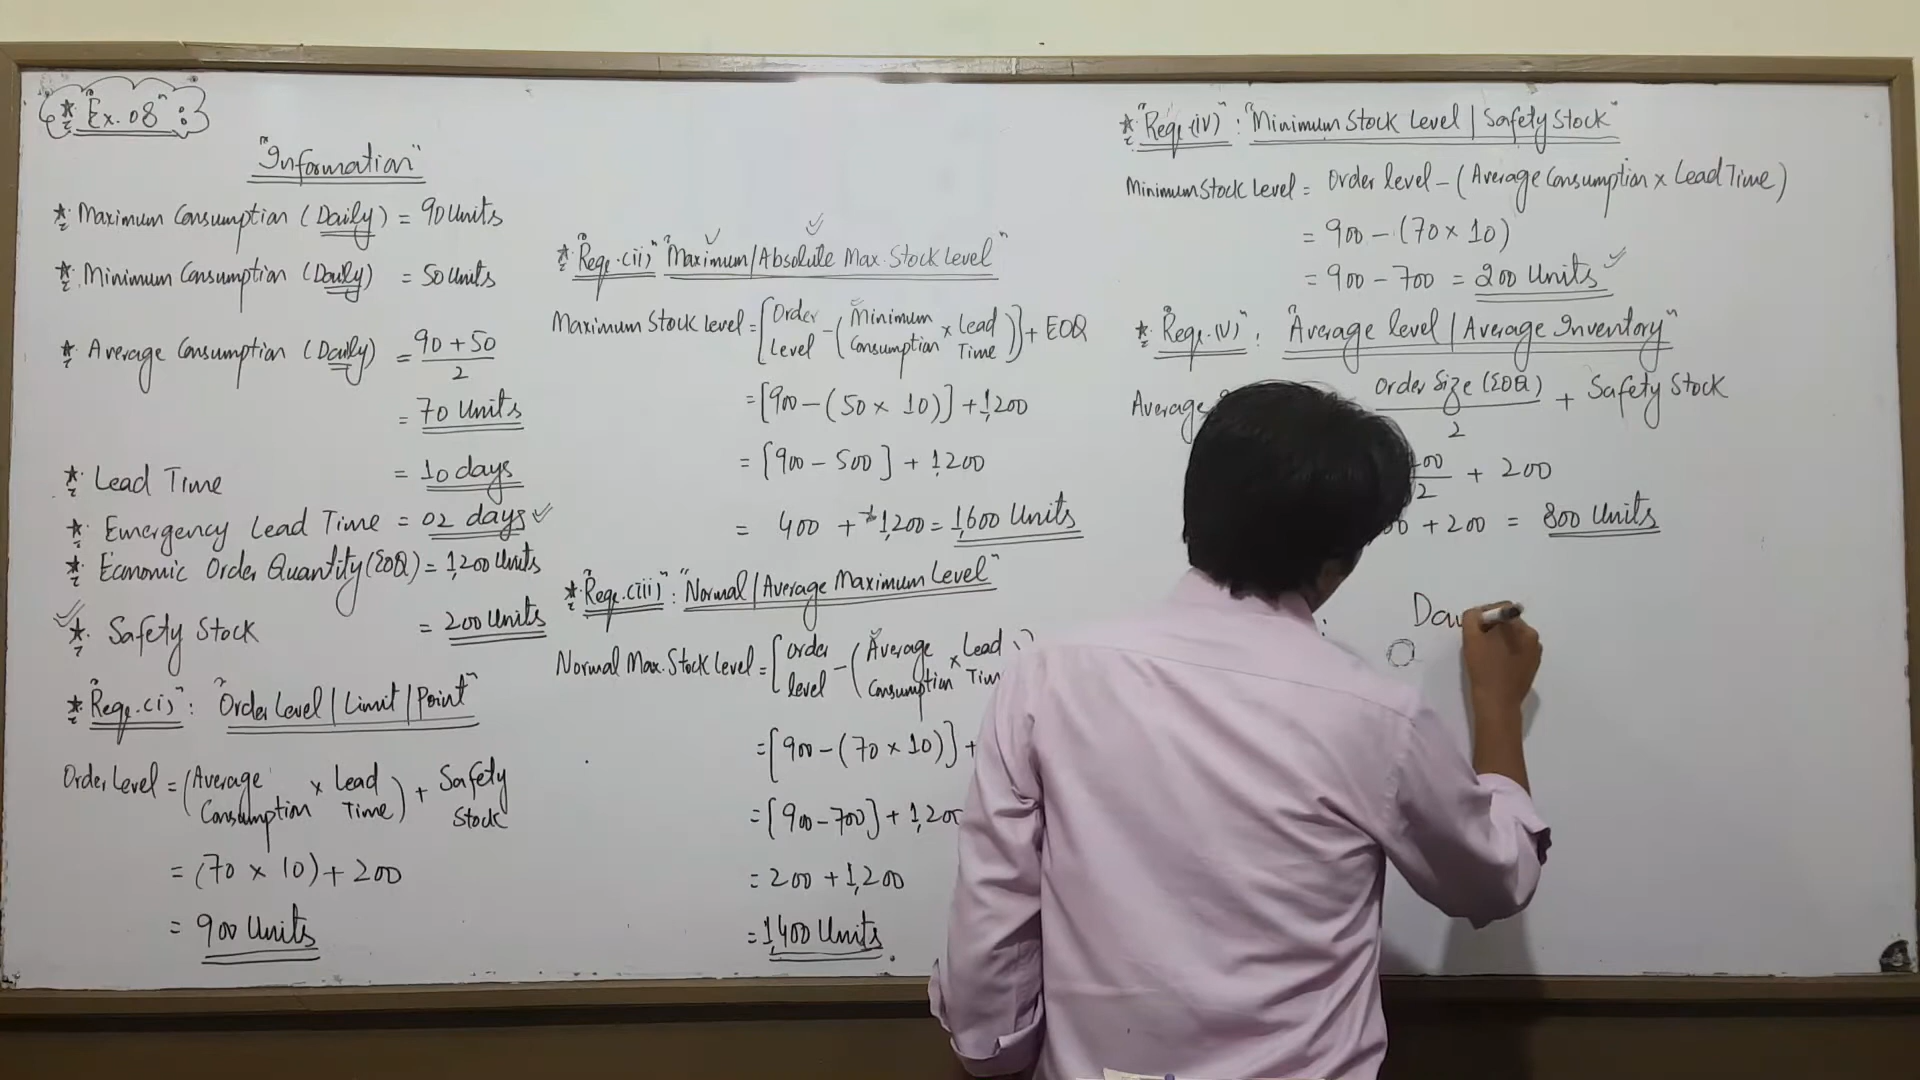 * "Ex.08" :
"Information"
* Maximum Consumption (Daily) = 90 Units
* Minimum Consumption (Daily) = 50 Units
* Average Consumption (Daily) = 90 + 50
2
= 70 Units
* Lead Time = 10 days
* Emergency Lead Time = 02 days ✓
* Economic Order Quantity (EOQ) = 1,200 Units
✓ * Safety Stock = 200 Units
* "Reqe.(i)" : "Order Level | Limit | Point"
Order Level = (Average Consumption × Lead Time) + Safety Stock
= (70 × 10) + 200
= 900 Units
* "Reqe.(ii)" "Maximum / Absolute Max. Stock Level"
Maximum Stock Level = [Order Level - (Minimum Consumption × Lead Time)] + EOQ
= [900 - (50 × 10)] + 1,200
= [900 - 500] + 1,200
= 400 + 1,200 = 1,600 Units
* "Reqe.(iii)" : "Normal / Average Maximum Level"
Normal Max. Stock Level = [Order level - (Average Consumption × Lead
= [900 - (70 × 10)] +
= [900 - 700] + 1,200
= 200 + 1,200
= 1,400 Units
* "Reqe.(iv)" : "Minimum Stock Level | Safety Stock"
Minimum Stock Level = Order level - (Average Consumption × Lead Time)
= 900 - (70 × 10)
= 900 - 700 = 200 Units ✓
* "Reqe.(v)" : "Average level | Average Inventory"
Average Order Size (EOQ) + Safety Stock
2
00 + 200
2
+ 200 = 800 Units
: